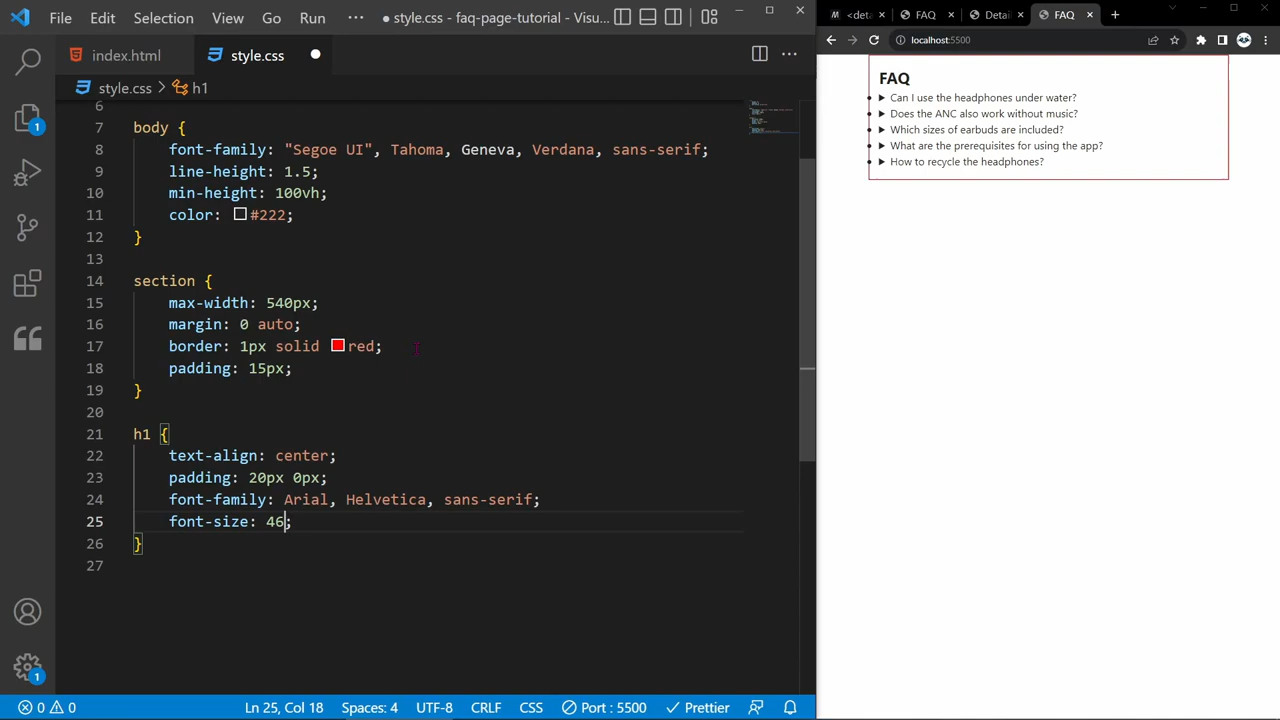 File Edit Selection View Go Run ··· ● style.css - faq-page-tutorial - Visu...
index.html style.css ● ···
style.css > h1
6
7 body {
8 font-family: "Segoe UI", Tahoma, Geneva, Verdana, sans-serif;
9 line-height: 1.5;
10 min-height: 100vh;
11 color: #222;
12 }
13
14 section {
15 max-width: 540px;
16 margin: 0 auto;
17 border: 1px solid red;
18 padding: 15px;
19 }
20
21 h1 {
22 text-align: center;
23 padding: 20px 0px;
24 font-family: Arial, Helvetica, sans-serif;
25 font-size: 46;
26 }
27
1
1
0 0 Ln 25, Col 18 Spaces: 4 UTF-8 CRLF CSS Port : 5500 Prettier
<deta FAQ Detail FAQ
localhost:5500
FAQ
Can I use the headphones under water?
Does the ANC also work without music?
Which sizes of earbuds are included?
What are the prerequisites for using the app?
How to recycle the headphones?